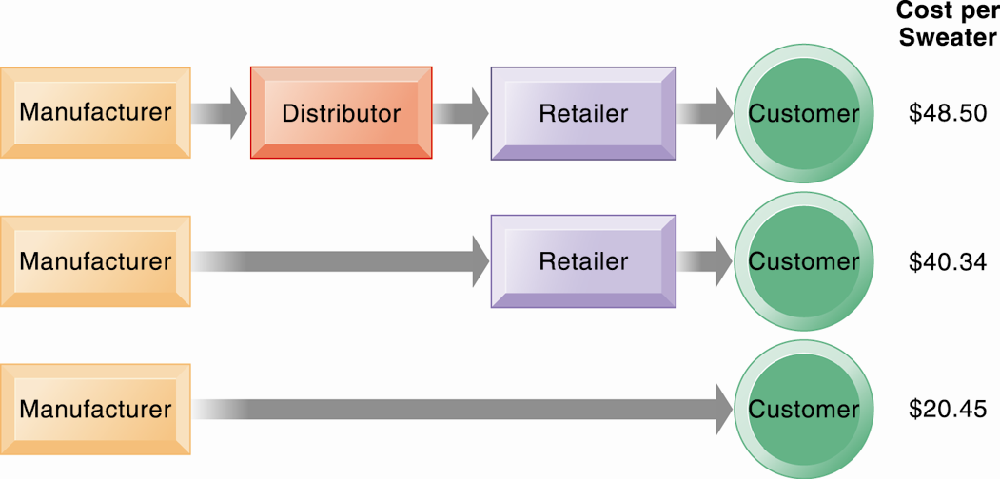 Cost per
Sweater
Manufacturer
Distributor
Retailer
Customer
$48.50
Manufacturer
Retailer
Customer
$40.34
Manufacturer
Customer
$20.45